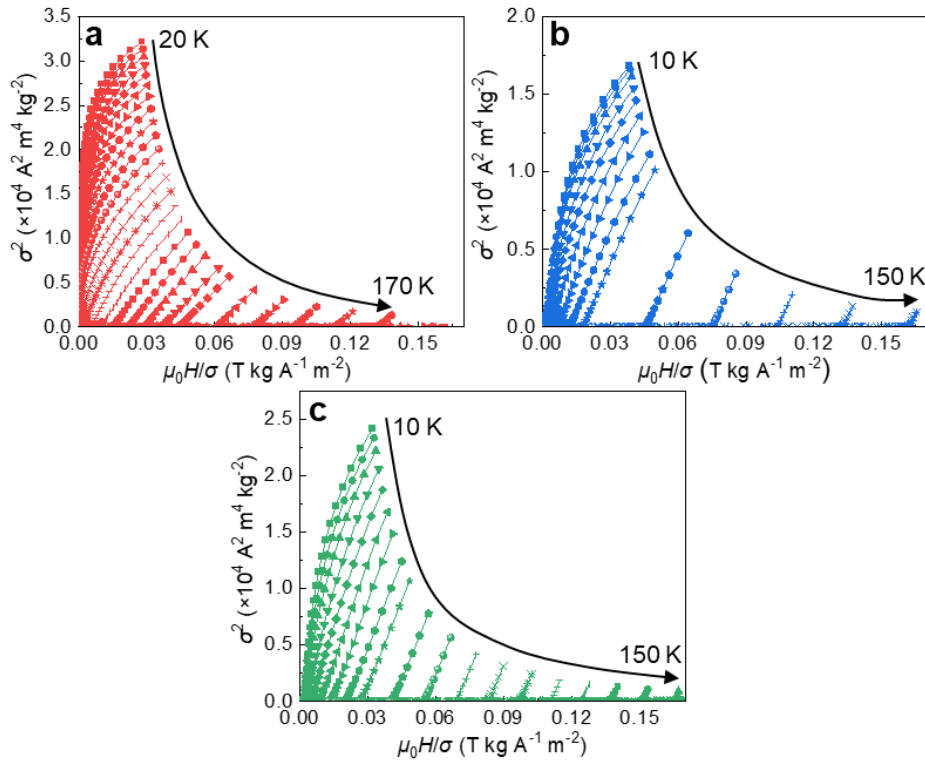 a
20 K
170 K
3.5
3.0
2.5
2.0
1.5
1.0
0.5
0.0
σ² (×10⁴ A² m⁴ kg⁻²)
0.00 0.03 0.06 0.09 0.12 0.15
μ₀H/σ (T kg A⁻¹ m⁻²)
b
10 K
150 K
2.0
1.5
1.0
0.5
0.0
σ² (×10⁴ A² m⁴ kg⁻²)
0.00 0.03 0.06 0.09 0.12 0.15
μ₀H/σ (T kg A⁻¹ m⁻²)
c
10 K
150 K
2.5
2.0
1.5
1.0
0.5
0.0
σ² (×10⁴ A² m⁴ kg⁻²)
0.00 0.03 0.06 0.09 0.12 0.15
μ₀H/σ (T kg A⁻¹ m⁻²)